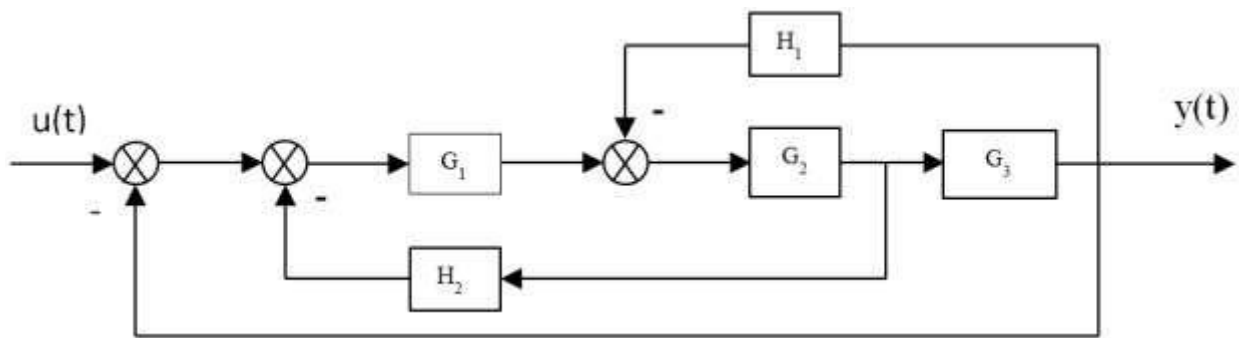 H₁
u(t)
-
y(t)
G₁
G₂
G₃
-
-
H₂